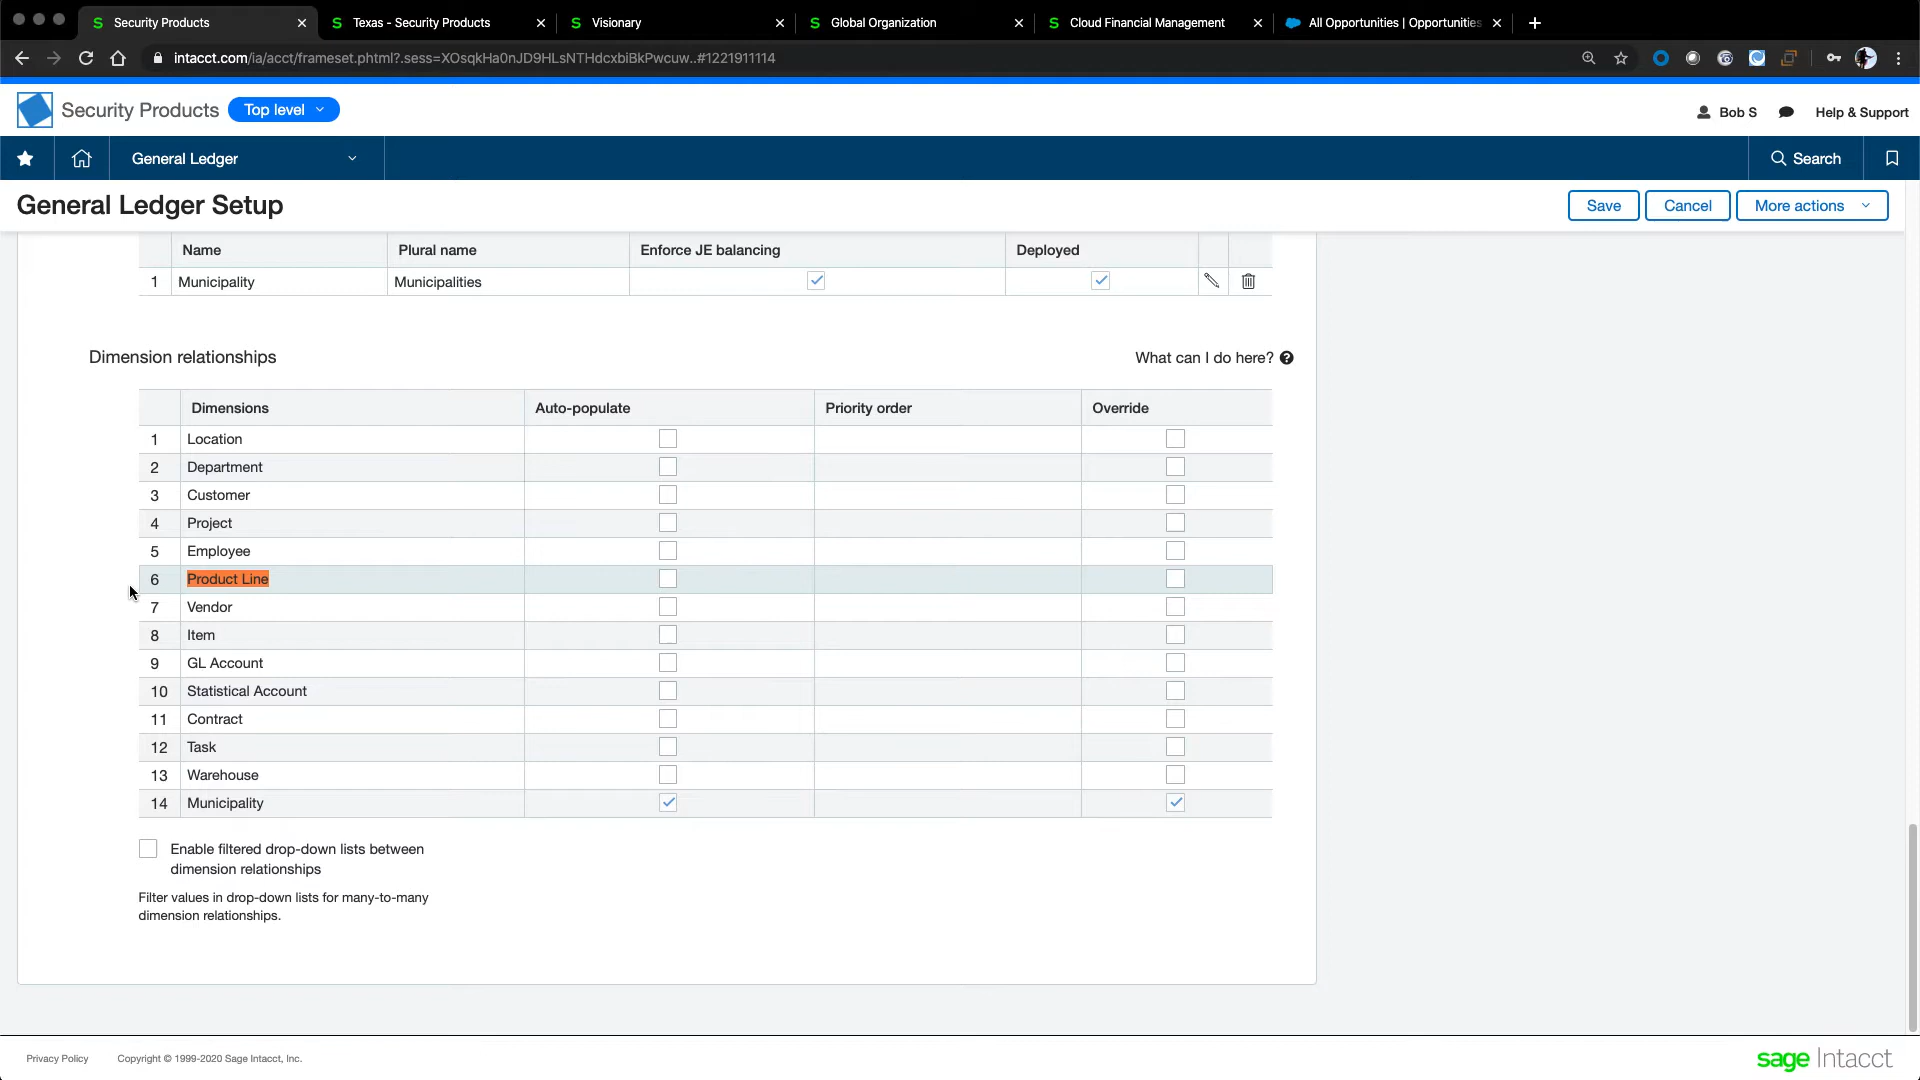 Security Products
Texas - Security Products
Visionary
Global Organization
Cloud Financial Management
All Opportunities | Opportunities
intacct.com/ia/acct/frameset.phtml?.sess=XOsqkHa0nJD9HLsNTHdcxbiBkPwcuw..#1221911114
Security Products
Top level
Bob S
Help & Support
General Ledger
Search
General Ledger Setup
Save
Cancel
More actions
Name Plural name Enforce JE balancing Deployed
1 Municipality Municipalities
Dimension relationships
What can I do here?
Dimensions Auto-populate Priority order Override
1 Location
2 Department
3 Customer
4 Project
5 Employee
6 Product Line
7 Vendor
8 Item
9 GL Account
10 Statistical Account
11 Contract
12 Task
13 Warehouse
14 Municipality
Enable filtered drop-down lists between
dimension relationships
Filter values in drop-down lists for many-to-many
dimension relationships.
Privacy Policy
Copyright © 1999-2020 Sage Intacct, Inc.
sage Intacct